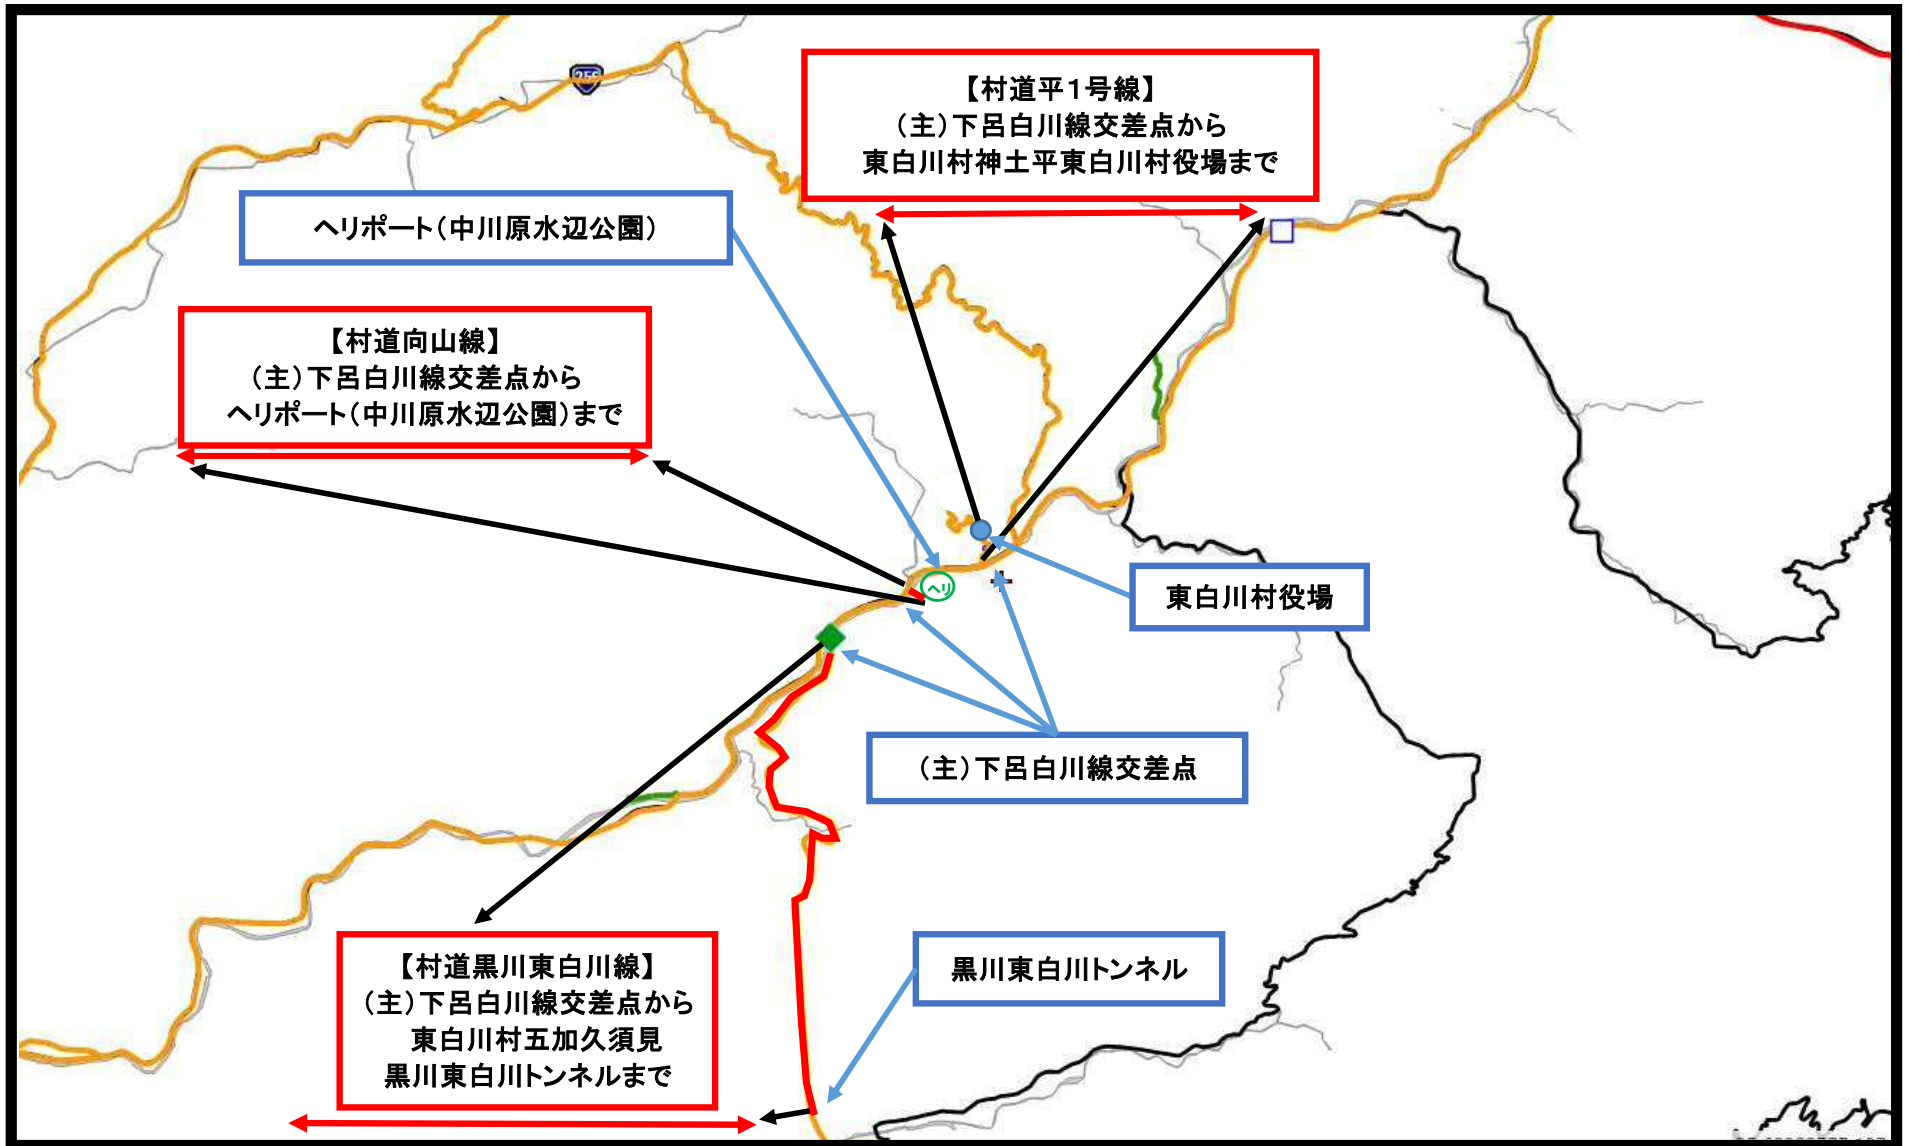 256
【村道平1号線】
(主)下呂白川線交差点から
東白川村神土平東白川村役場まで
ヘリポート(中川原水辺公園)
【村道向山線】
(主)下呂白川線交差点から
ヘリポート(中川原水辺公園)まで
ヘリ
東白川村役場
(主)下呂白川線交差点
【村道黒川東白川線】
(主)下呂白川線交差点から
東白川村五加久須見
黒川東白川トンネルまで
黒川東白川トンネル